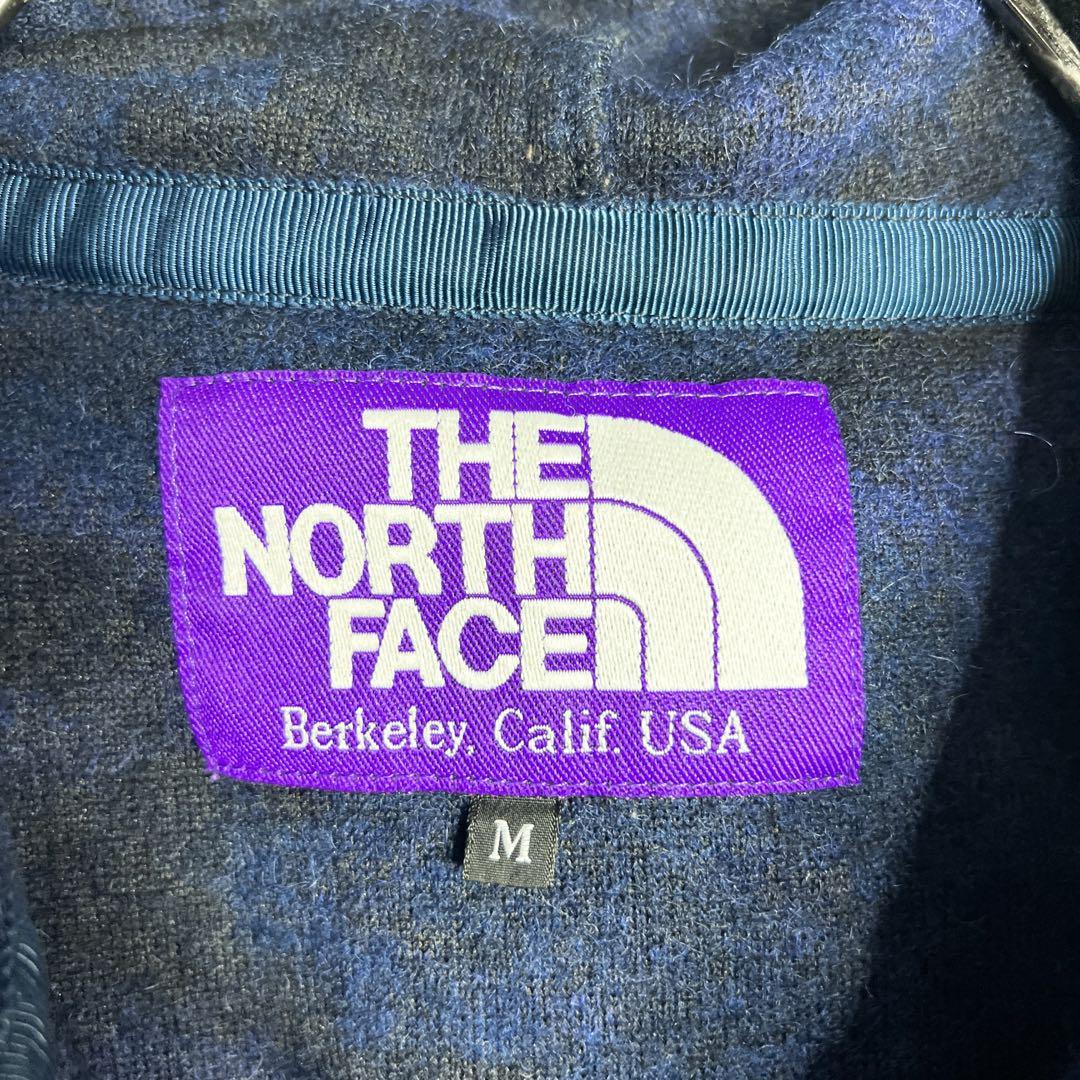 THE
NORTH
FACE
Berkeley, Calif. USA
M